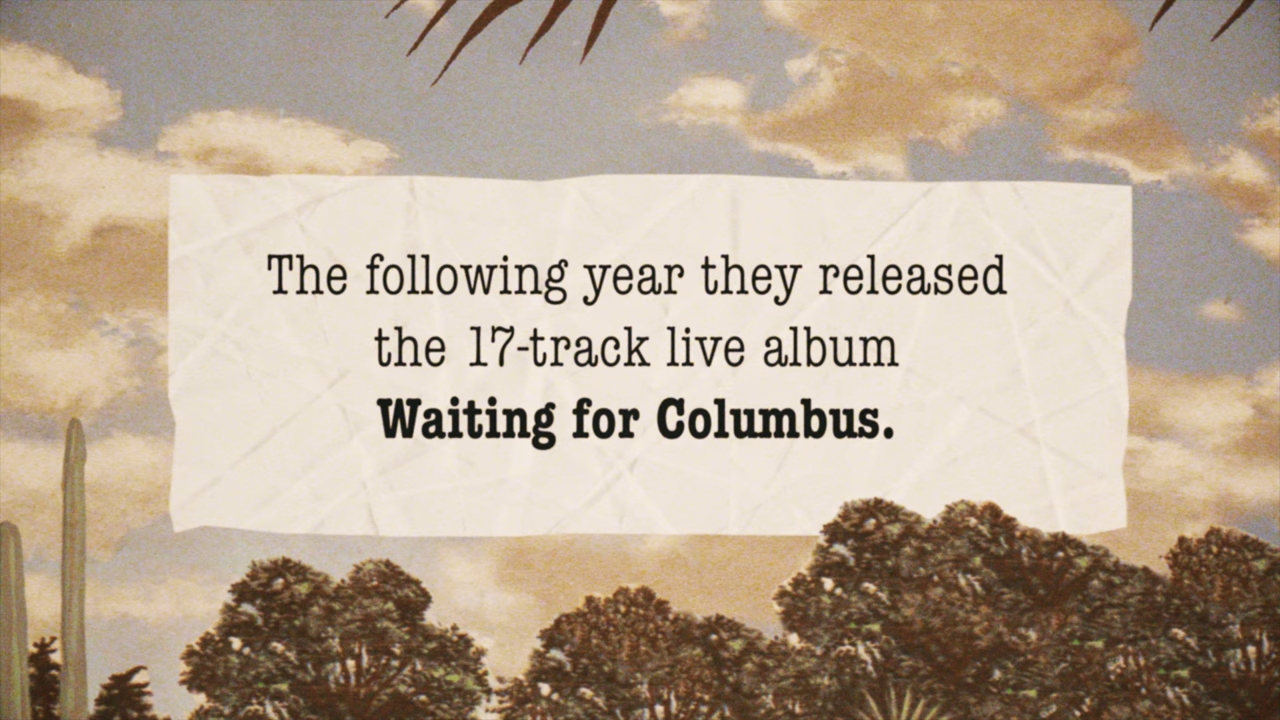 The following year they released
the 17-track live album
Waiting for Columbus.